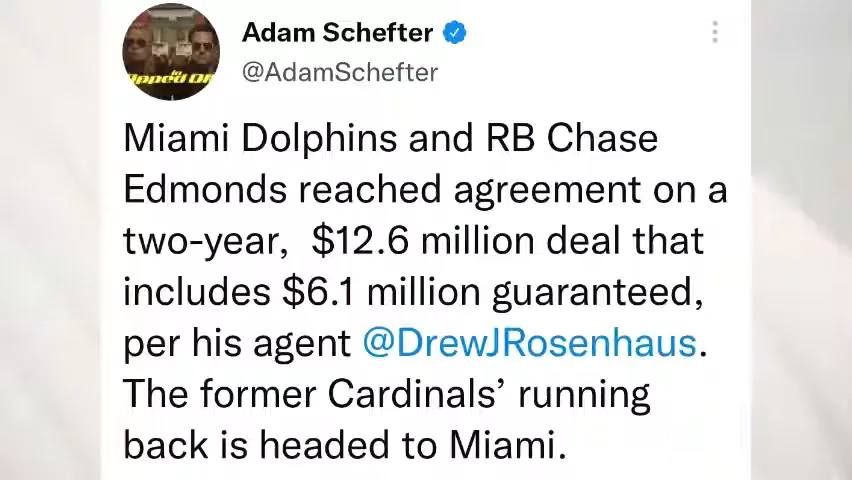 Adam Schefter
@AdamSchefter
Miami Dolphins and RB Chase
Edmonds reached agreement on a
two-year,  $12.6 million deal that
includes $6.1 million guaranteed,
per his agent @DrewJRosenhaus.
The former Cardinals’ running
back is headed to Miami.